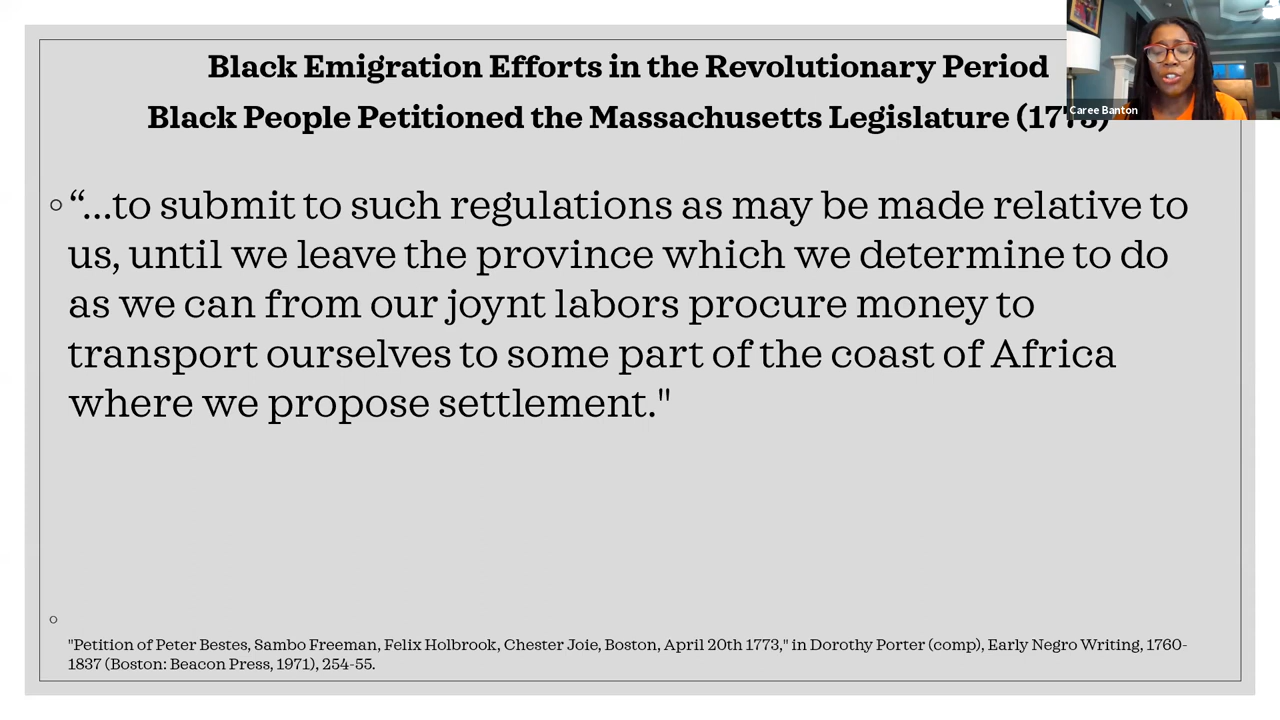 Black Emigration Efforts in the Revolutionary Period
Black People Petitioned the Massachusetts Legislature (1773)
Caree Banton
“…to submit to such regulations as may be made relative to
us, until we leave the province which we determine to do
as we can from our joynt labors procure money to
transport ourselves to some part of the coast of Africa
where we propose settlement."
"Petition of Peter Bestes, Sambo Freeman, Felix Holbrook, Chester Joie, Boston, April 20th 1773," in Dorothy Porter (comp), Early Negro Writing, 1760-
1837 (Boston: Beacon Press, 1971), 254-55.